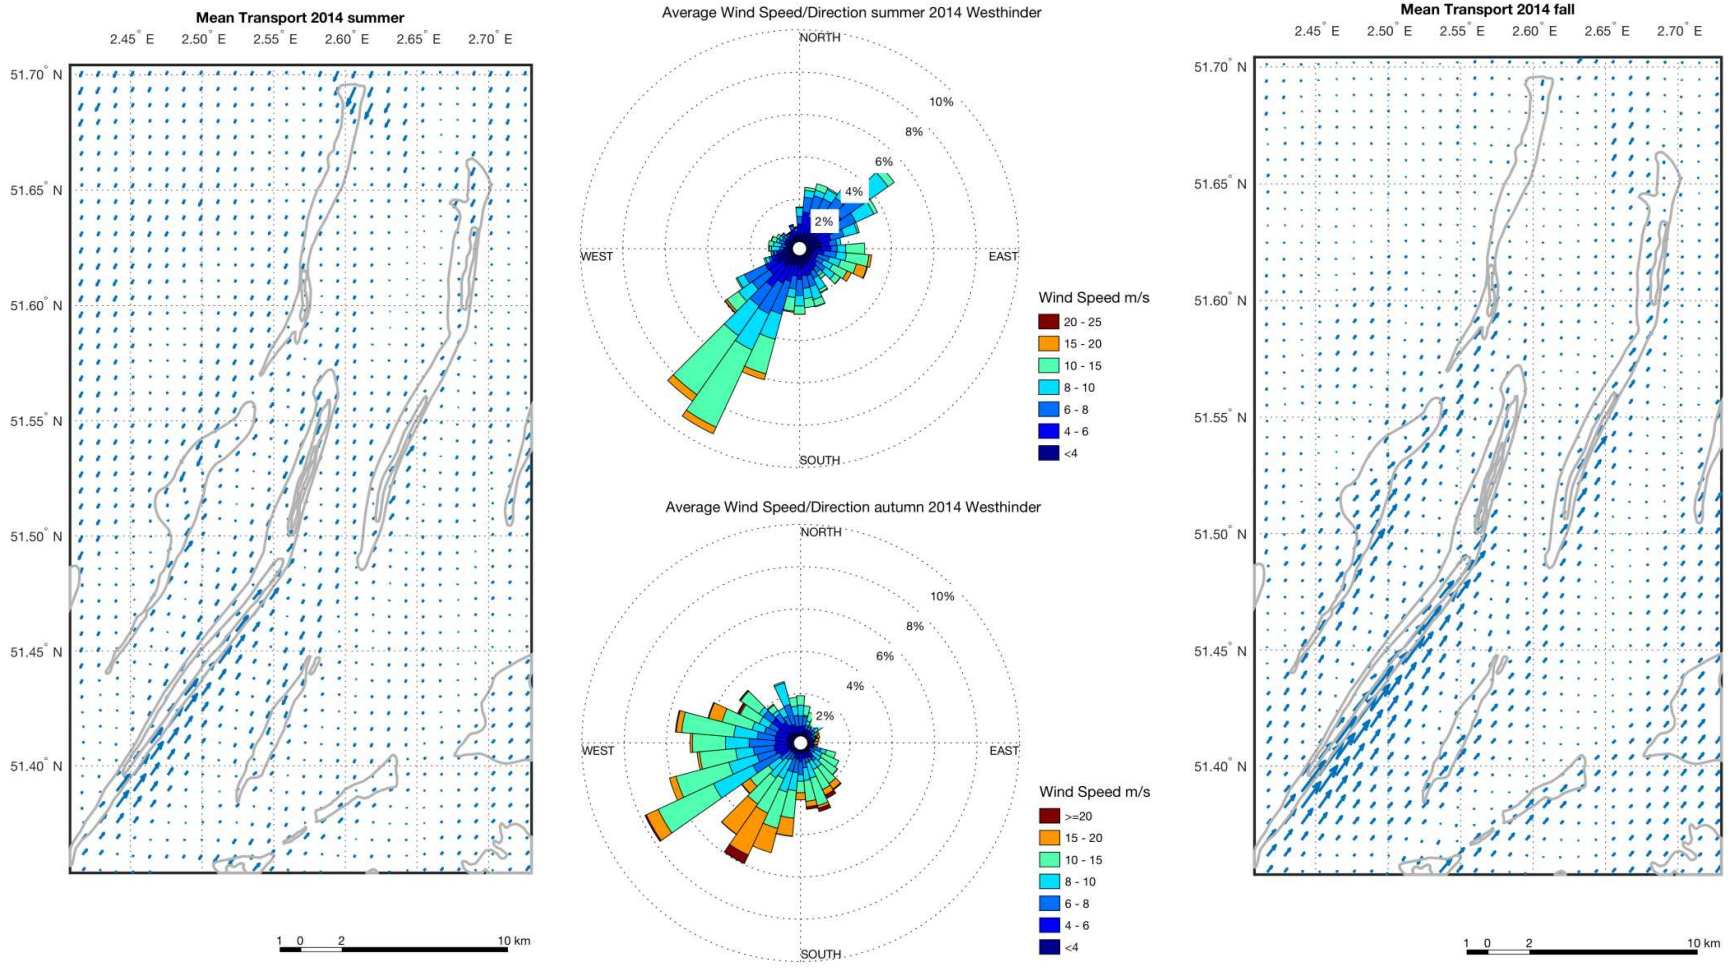 Mean Transport 2014 summer
2.45° E 2.50° E 2.55° E 2.60° E 2.65° E 2.70° E
51.70° N
51.65° N
51.60° N
51.55° N
51.50° N
51.45° N
51.40° N
1 0 2 10 km
Average Wind Speed/Direction summer 2014 Westhinder
NORTH
10%
8%
6%
4%
2%
WEST
EAST
SOUTH
Wind Speed m/s
20 - 25
15 - 20
10 - 15
8 - 10
6 - 8
4 - 6
<4
Average Wind Speed/Direction autumn 2014 Westhinder
NORTH
10%
8%
6%
4%
2%
WEST
EAST
SOUTH
Wind Speed m/s
>=20
15 - 20
10 - 15
8 - 10
6 - 8
4 - 6
<4
Mean Transport 2014 fall
2.45° E 2.50° E 2.55° E 2.60° E 2.65° E 2.70° E
51.70° N
51.65° N
51.60° N
51.55° N
51.50° N
51.45° N
51.40° N
1 0 2 10 km